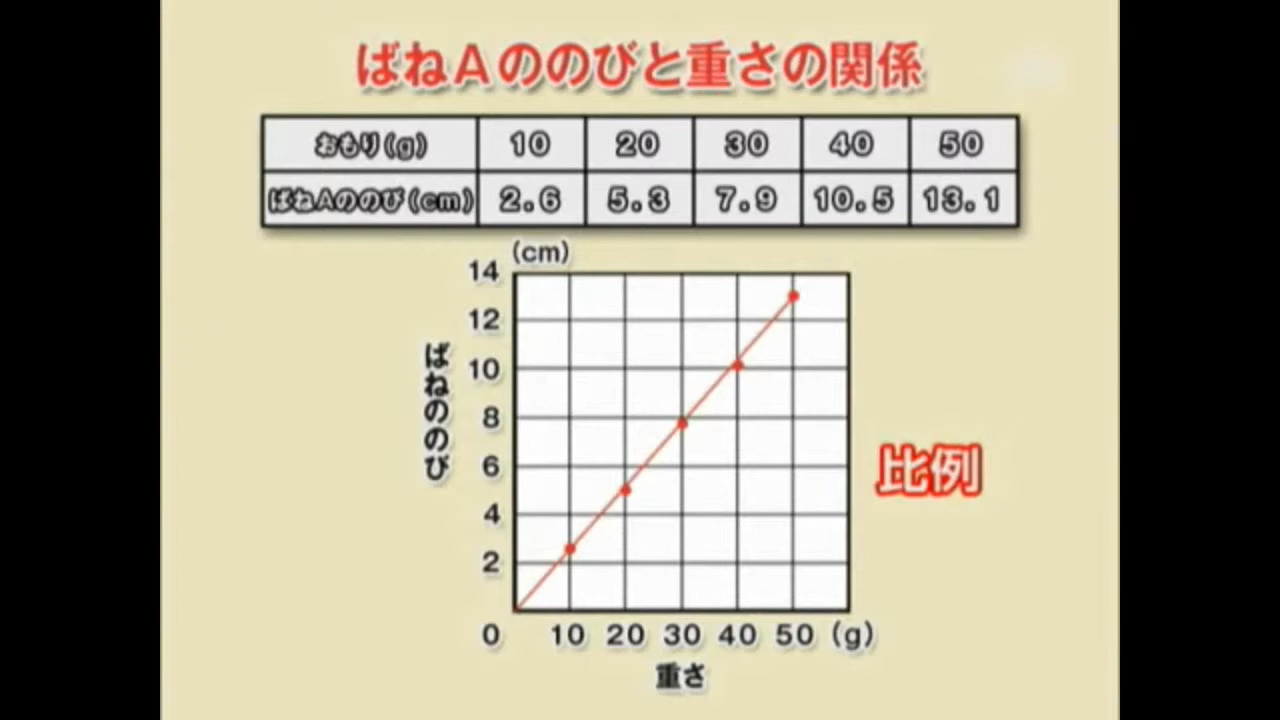 ばねAののびと重さの関係
おもり(g) 10 20 30 40 50
ばねAののび(cm) 2.6 5.3 7.9 10.5 13.1
(cm)
14
12
10
8
6
4
2
ばねののび
比例
0 10 20 30 40 50 (g)
重さ